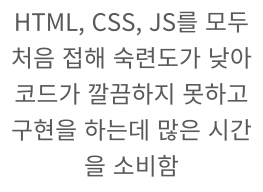 HTML, CSS, JS를 모두
처음 접해 숙련도가 낮아
코드가 깔끔하지 못하고
구현을 하는데 많은 시간
을 소비함